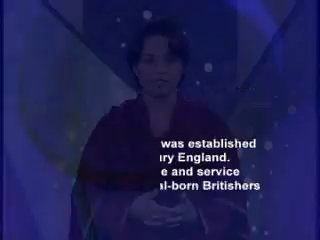 was established
ury England.
e and service
al-born Britishers